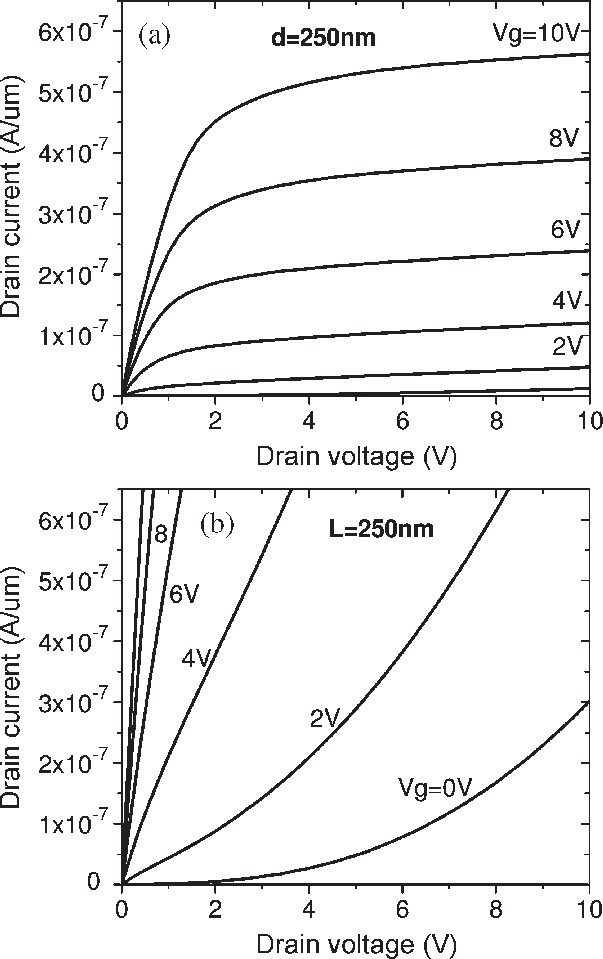 (a)
d=250nm
Vg=10V
8V
6V
4V
2V
6x10-7
5x10-7
4x10-7
3x10-7
2x10-7
1x10-7
0
Drain current (A/um)
0 2 4 6 8 10
Drain voltage (V)
(b)
L=250nm
8
6V
4V
2V
Vg=0V
6x10-7
5x10-7
4x10-7
3x10-7
2x10-7
1x10-7
0
Drain current (A/um)
0 2 4 6 8 10
Drain voltage (V)